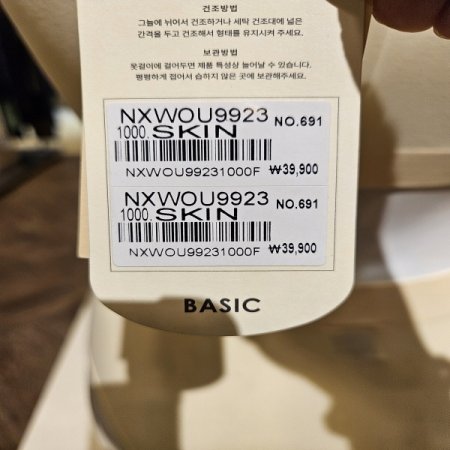 건조방법
그늘에 뉘어서 건조하거나 세탁 건조대에 넓은
간격을 두고 건조해서 형태를 유지시켜 주세요.
보관방법
옷걸이에 걸어두면 제품 특성상 늘어날 수 있습니다.
평평하게 접어서 습하지 않은 곳에 보관해주세요.
NXWOU9923 NO.691
1000. SKIN
NXWOU99231000F ₩39,900
NXWOU9923 NO.691
1000. SKIN
NXWOU99231000F ₩39,900
BASIC